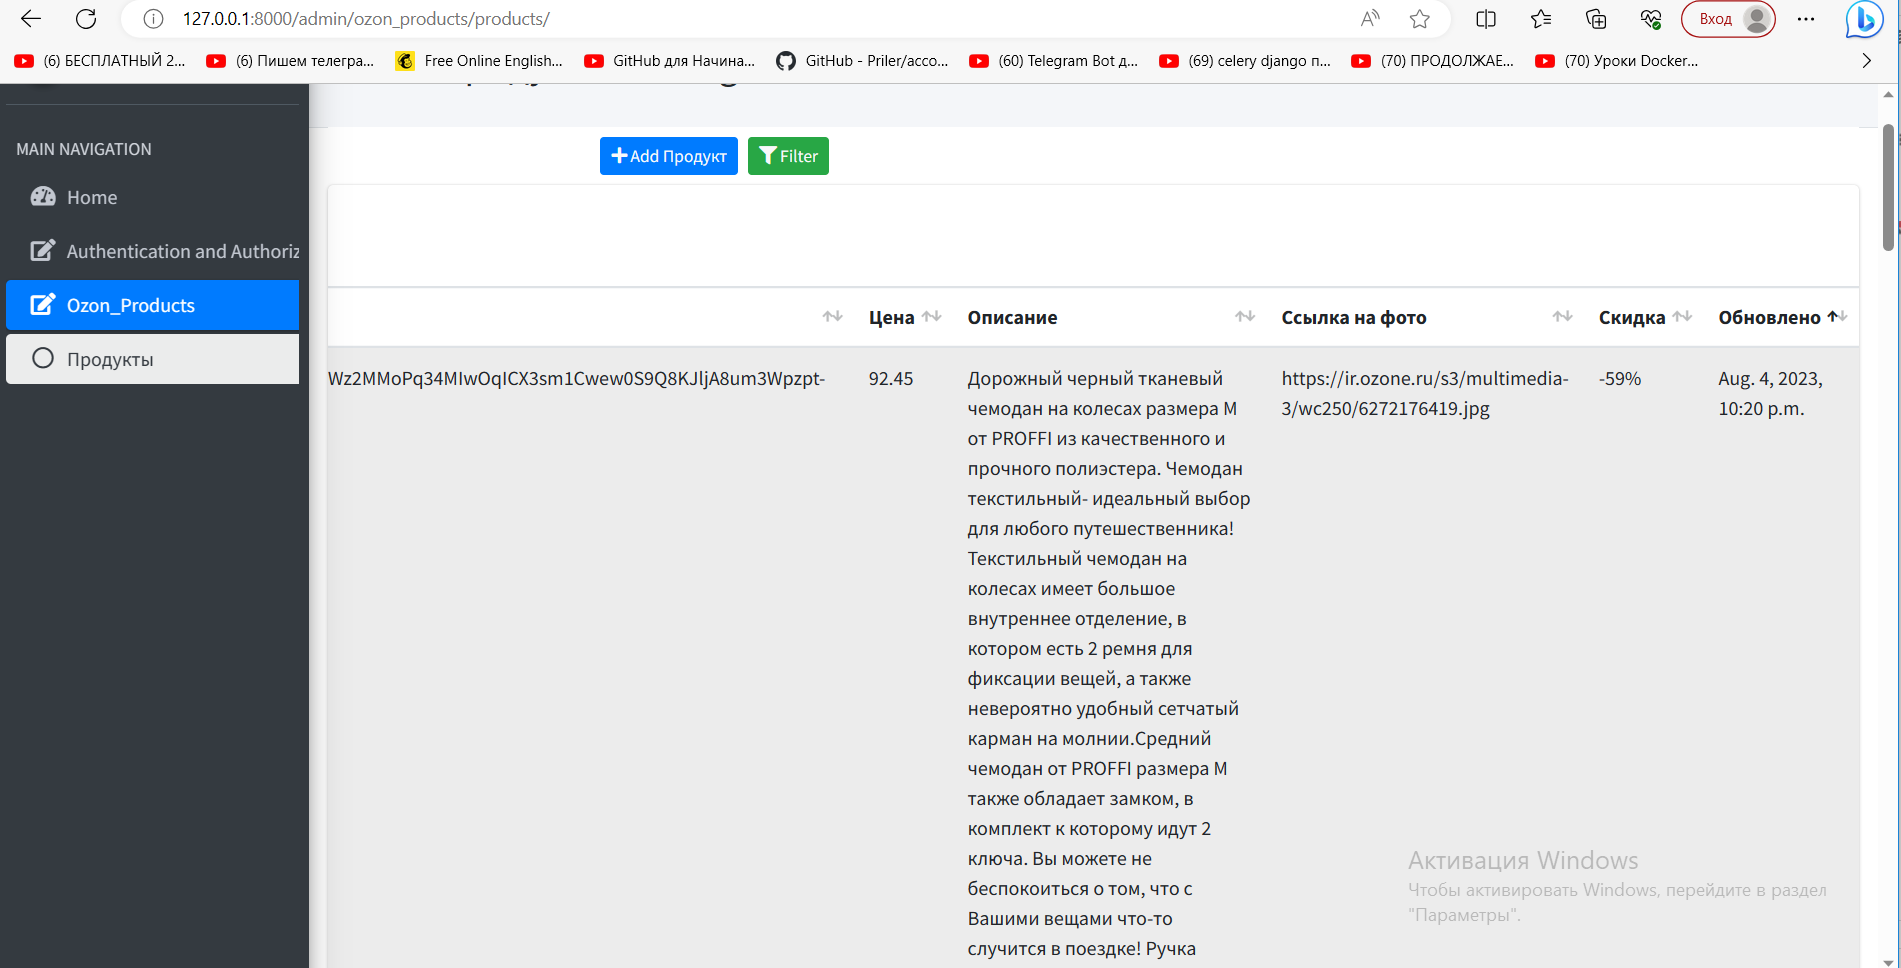 127.0.0.1:8000/admin/ozon_products/products/
Вход
(6) БЕСПЛАТНЫЙ 2...
(6) Пишем телегра...
Free Online English...
GitHub для Начина...
GitHub - Priler/acco...
(60) Telegram Bot д...
(69) celery django п...
(70) ПРОДОЛЖАЕ...
(70) Уроки Docker...
MAIN NAVIGATION
Home
Authentication and Authoriz
Ozon_Products
Продукты
Add Продукт
Filter
Цена
Описание
Ссылка на фото
Скидка
Обновлено
Wz2MMoPq34MIwOqICX3sm1Cwew0S9Q8KJljA8um3Wpzpt-
92.45
Дорожный черный тканевый
чемодан на колесах размера М
от PROFFI из качественного и
прочного полиэстера. Чемодан
текстильный- идеальный выбор
для любого путешественника!
Текстильный чемодан на
колесах имеет большое
внутреннее отделение, в
котором есть 2 ремня для
фиксации вещей, а также
невероятно удобный сетчатый
карман на молнии.Средний
чемодан от PROFFI размера М
также обладает замком, в
комплект к которому идут 2
ключа. Вы можете не
беспокоиться о том, что с
Вашими вещами что-то
случится в поездке! Ручка
https://ir.ozone.ru/s3/multimedia-
3/wc250/6272176419.jpg
-59%
Aug. 4, 2023,
10:20 p.m.
Активация Windows
Чтобы активировать Windows, перейдите в раздел
"Параметры".